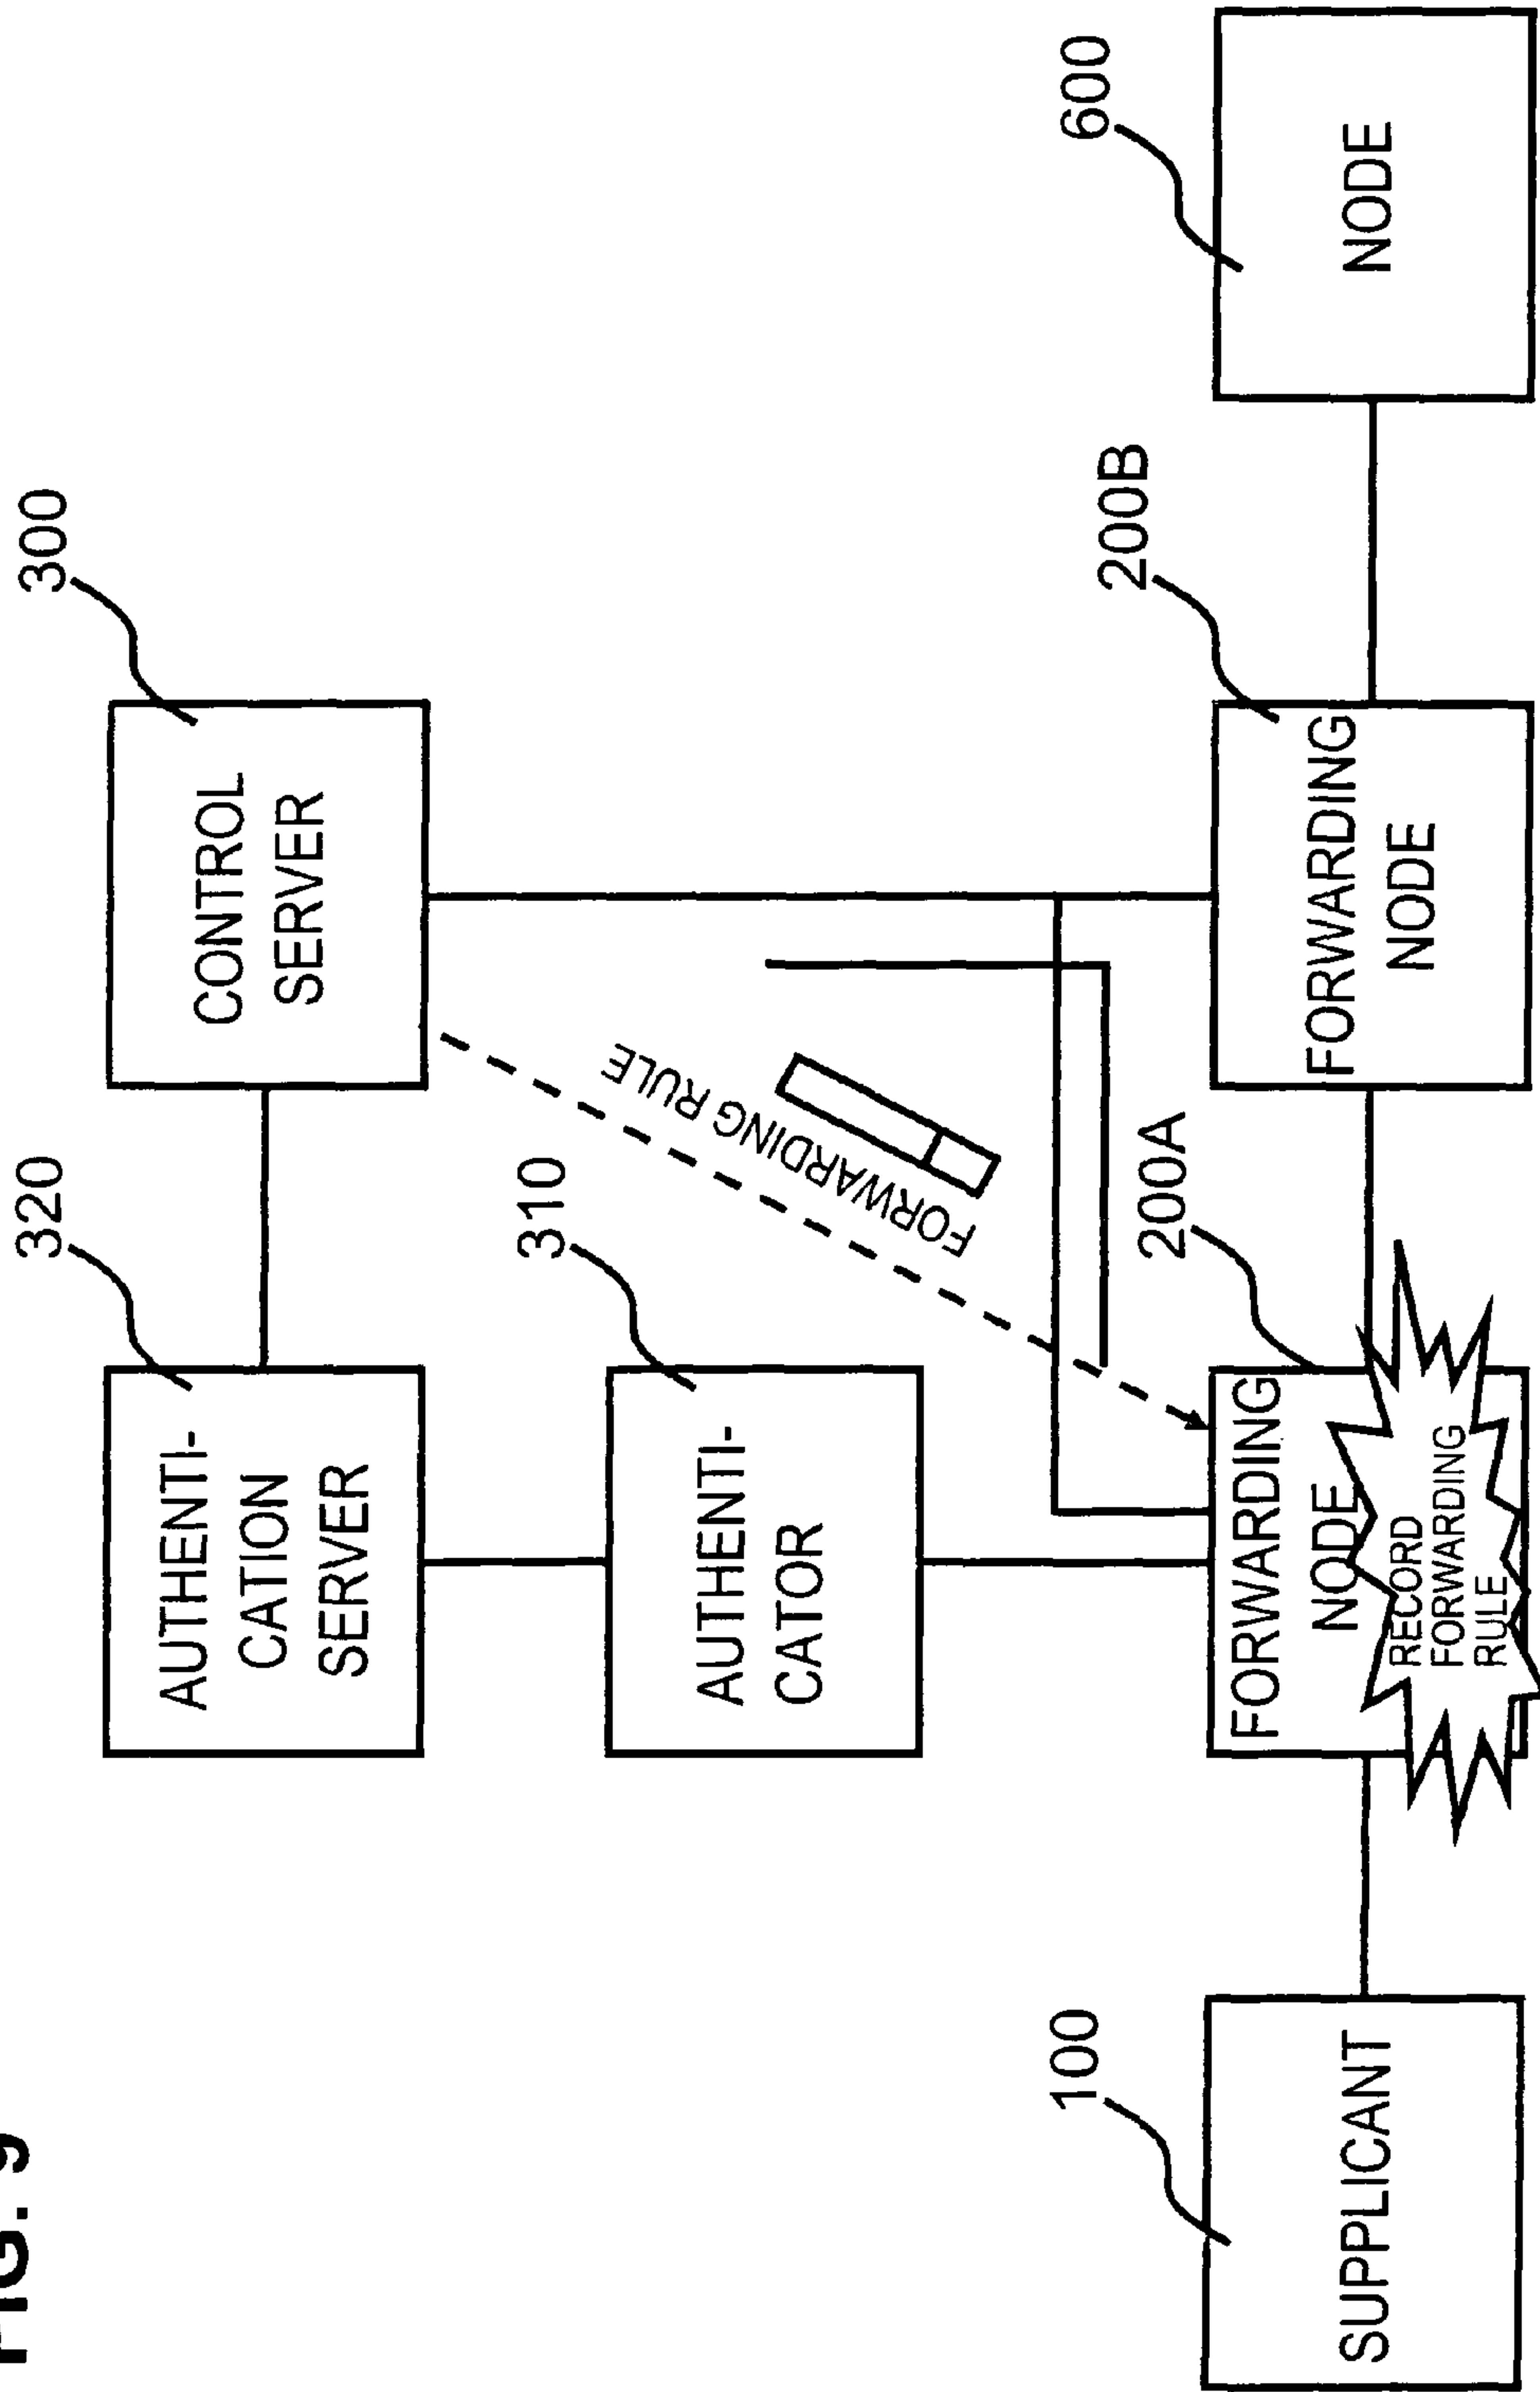 FIG. 9
320
300
AUTHENTI-
CATION
SERVER
CONTROL
SERVER
310
AUTHENTI-
CATOR
FORWARDING RULE
100
200A
200B
600
SUPPLICANT
FORWARDING
NODE
RECORD
FORWARDING
RULE
FORWARDING
NODE
NODE